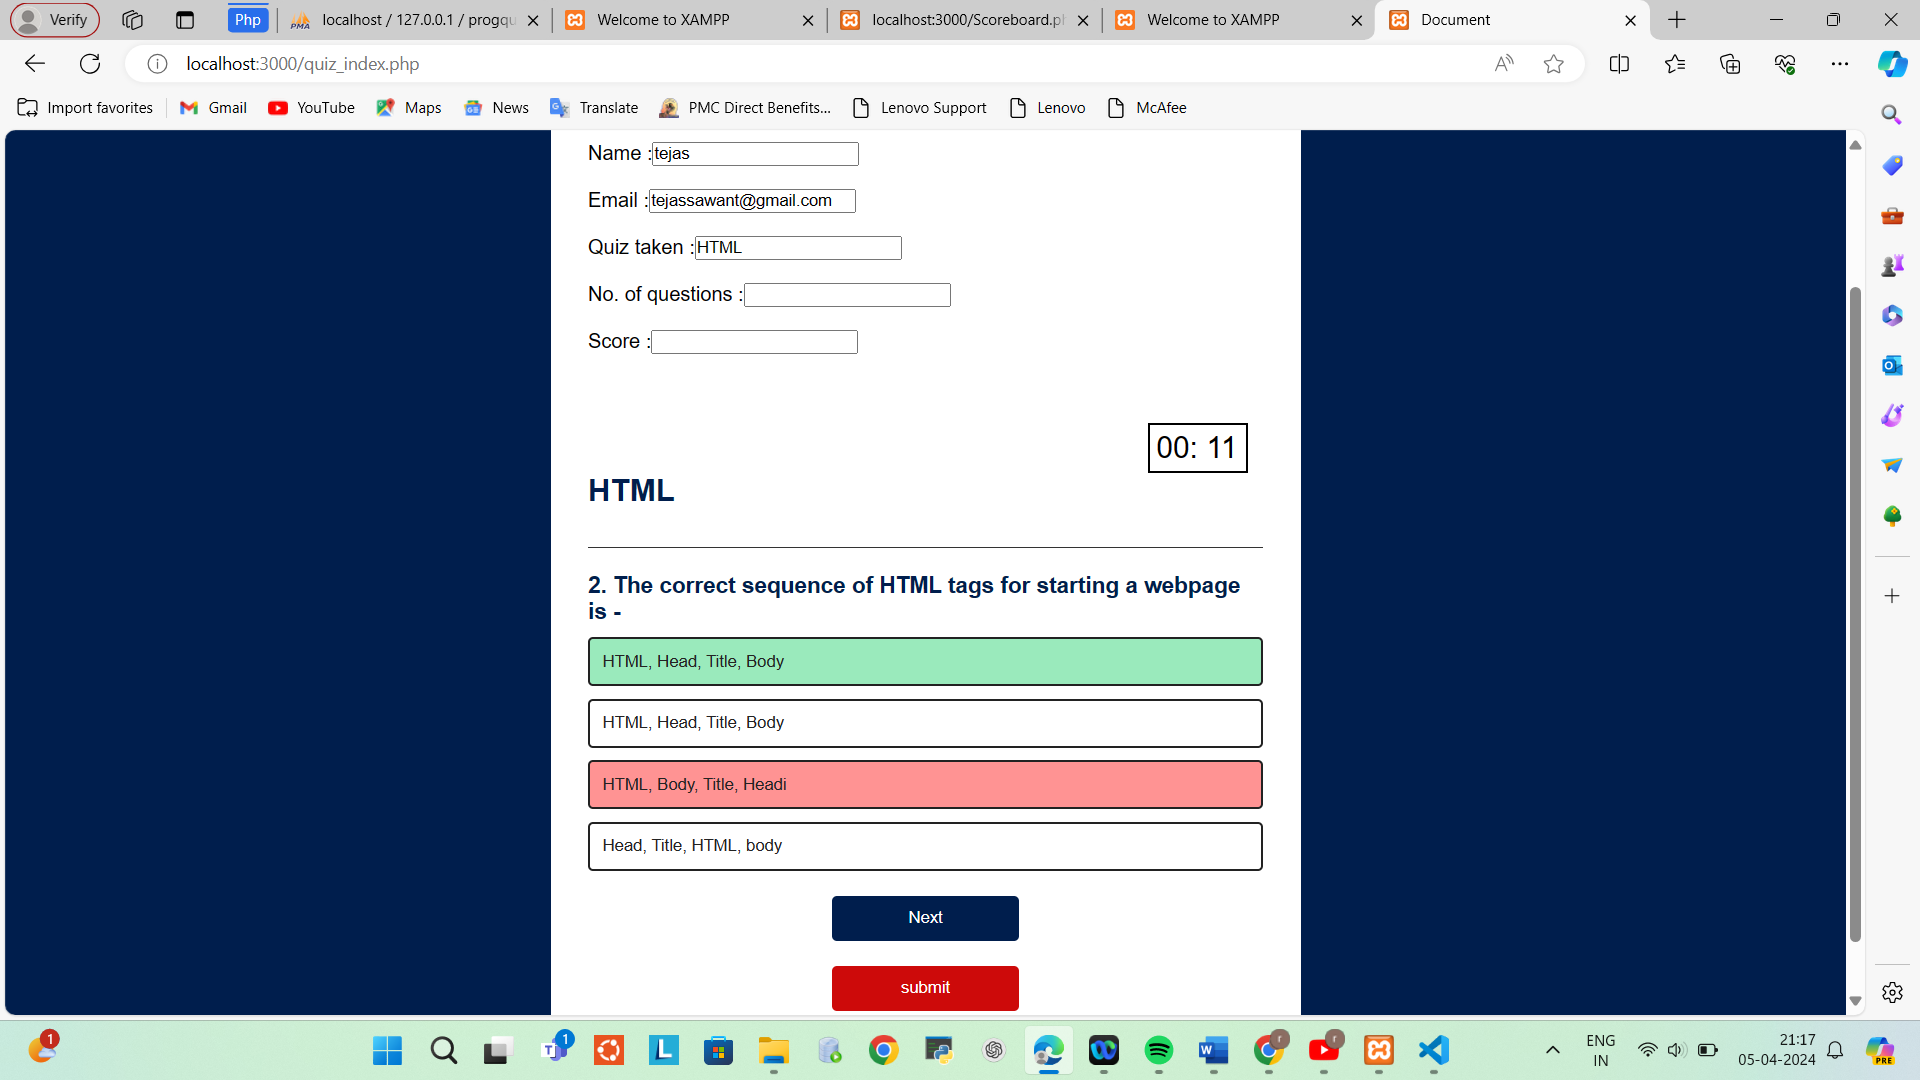 Verify
Php
localhost / 127.0.0.1 / progqu
Welcome to XAMPP
localhost:3000/Scoreboard.ph
Welcome to XAMPP
Document
localhost:3000/quiz_index.php
Import favorites
Gmail
YouTube
Maps
News
Translate
PMC Direct Benefits...
Lenovo Support
Lenovo
McAfee
Name :tejas
Email :tejassawant@gmail.com
Quiz taken :HTML
No. of questions :
Score :
00: 11
HTML
2. The correct sequence of HTML tags for starting a webpage
is -
HTML, Head, Title, Body
HTML, Head, Title, Body
HTML, Body, Title, Headi
Head, Title, HTML, body
Next
submit
1
1
r
r
ENG
IN
21:17
05-04-2024
PRE